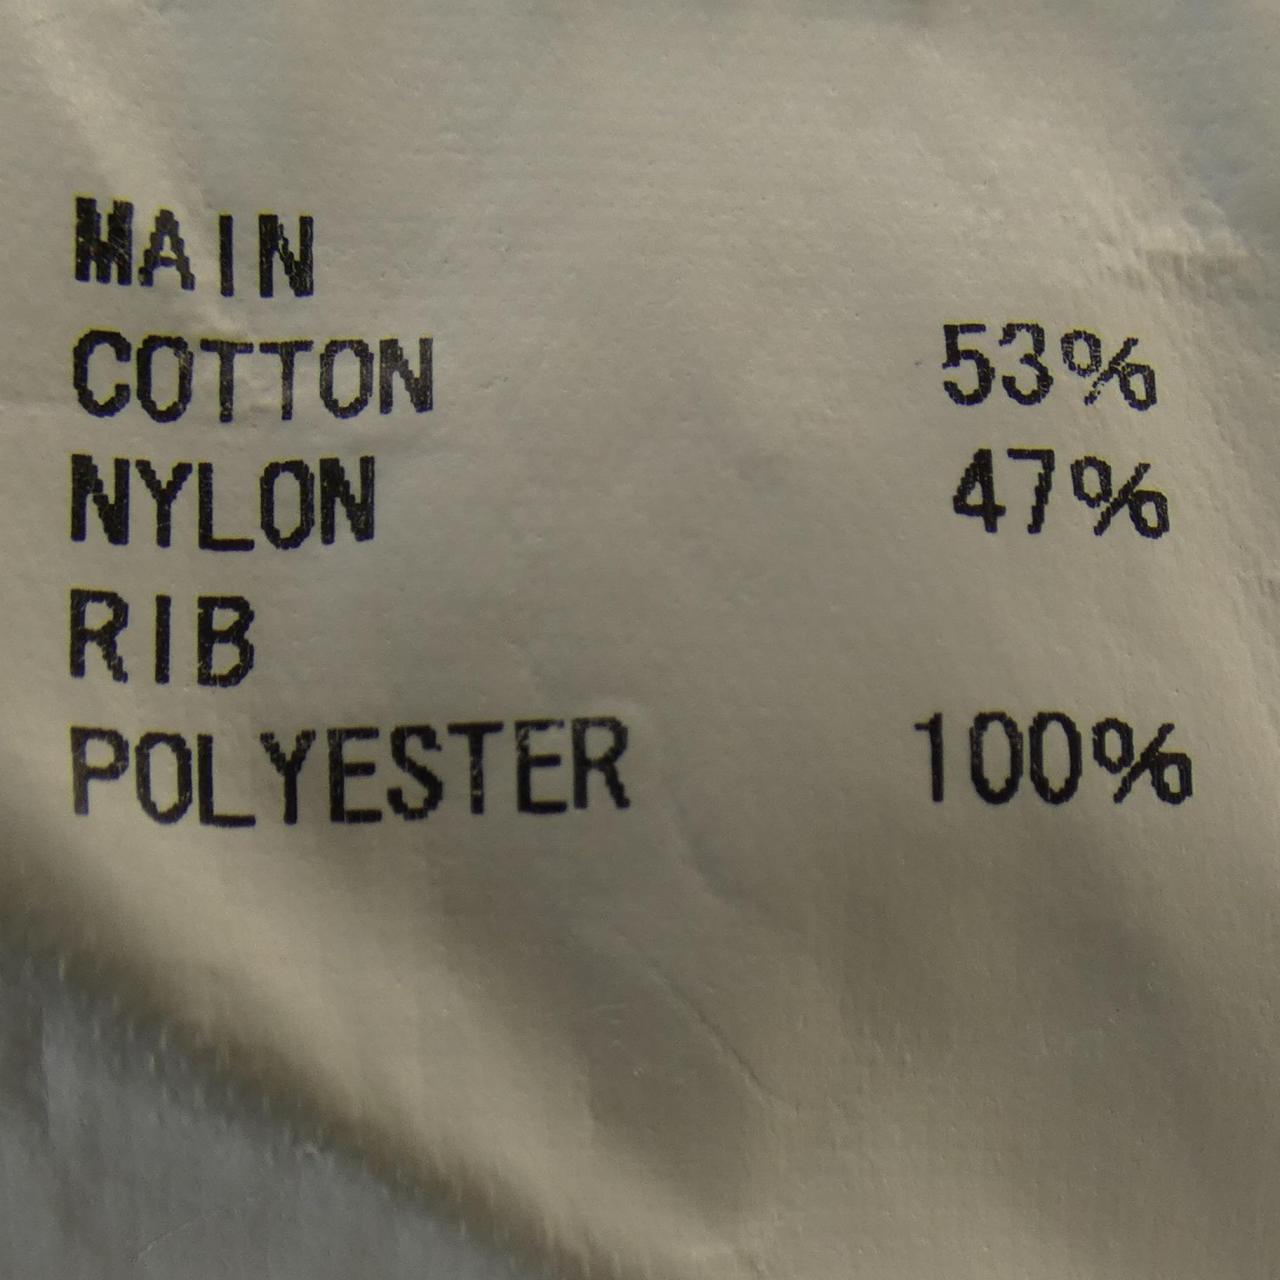 MAIN
COTTON 53%
NYLON 47%
RIB
POLYESTER 100%